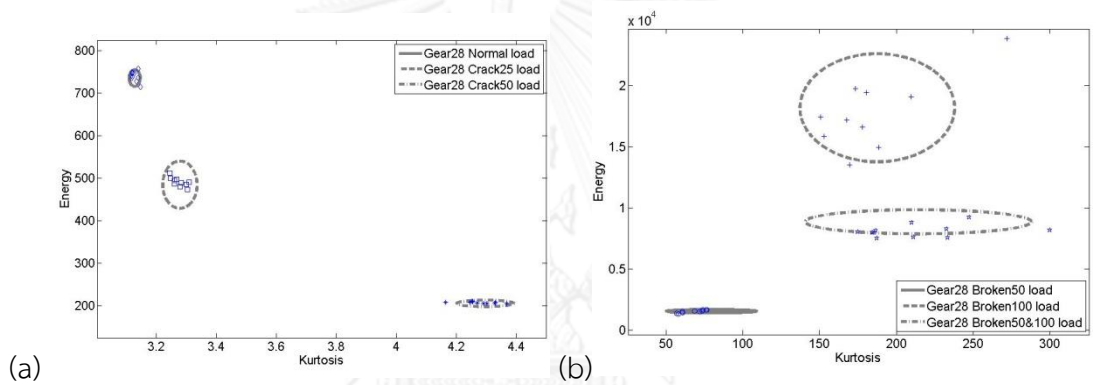 800
700
600
500
400
300
200
Energy
3.2
3.4
3.6
3.8
4
4.2
4.4
Kurtosis
Gear28 Normal load
Gear28 Crack25 load
Gear28 Crack50 load
(a)
x 10⁴
2
1.5
1
0.5
0
Energy
50
100
150
200
250
300
Kurtosis
Gear28 Broken50 load
Gear28 Broken100 load
Gear28 Broken50&100 load
(b)